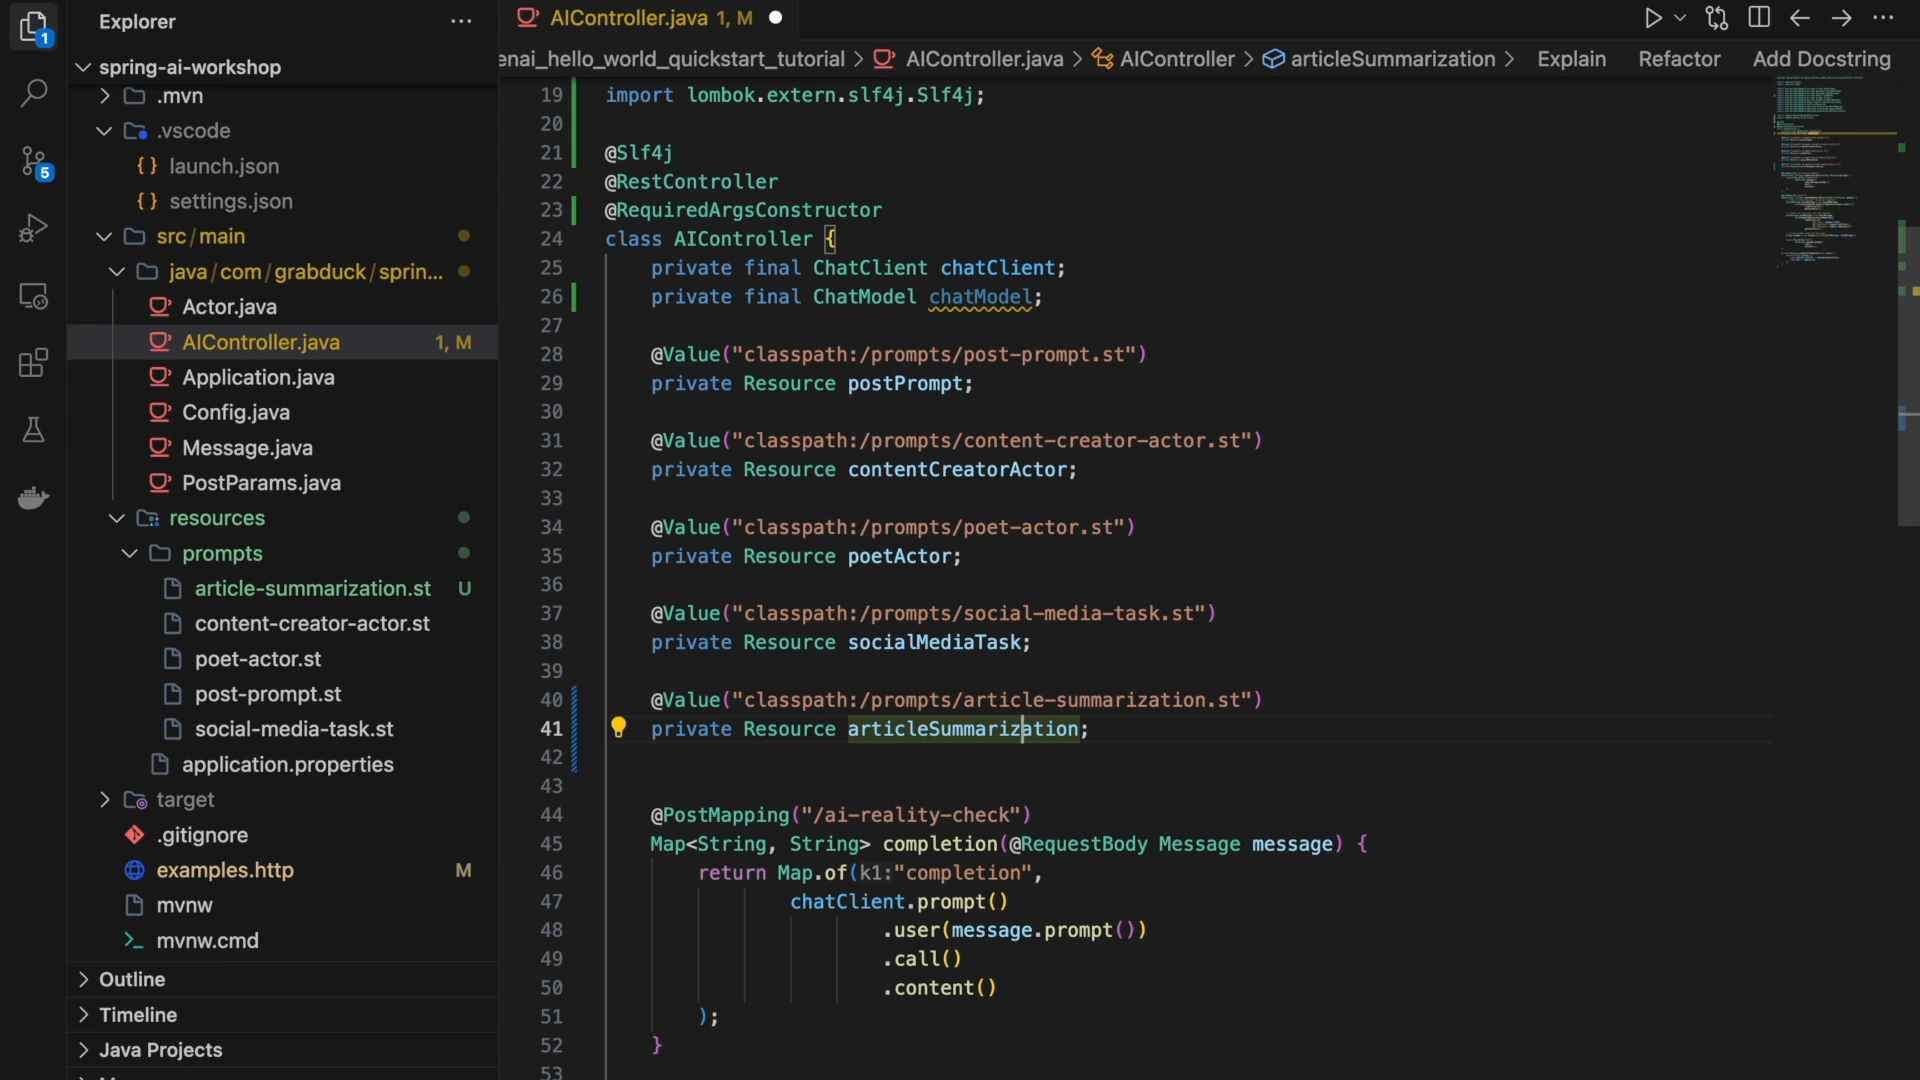 Explorer
spring-ai-workshop
.mvn
.vscode
{} launch.json
{} settings.json
src/main
java/com/grabduck/sprin...
Actor.java
AIController.java 1, M
Application.java
Config.java
Message.java
PostParams.java
resources
prompts
article-summarization.st U
content-creator-actor.st
poet-actor.st
post-prompt.st
social-media-task.st
application.properties
target
.gitignore
examples.http M
mvnw
mvnw.cmd
Outline
Timeline
Java Projects
1
5
AIController.java 1, M
enai_hello_world_quickstart_tutorial > AIController.java > AIController > articleSummarization > Explain Refactor Add Docstring
19 import lombok.extern.slf4j.Slf4j;
20
21 @Slf4j
22 @RestController
23 @RequiredArgsConstructor
24 class AIController {
25 private final ChatClient chatClient;
26 private final ChatModel chatModel;
27
28 @Value("classpath:/prompts/post-prompt.st")
29 private Resource postPrompt;
30
31 @Value("classpath:/prompts/content-creator-actor.st")
32 private Resource contentCreatorActor;
33
34 @Value("classpath:/prompts/poet-actor.st")
35 private Resource poetActor;
36
37 @Value("classpath:/prompts/social-media-task.st")
38 private Resource socialMediaTask;
39
40 @Value("classpath:/prompts/article-summarization.st")
41 private Resource articleSummarization;
42
43
44 @PostMapping("/ai-reality-check")
45 Map<String, String> completion(@RequestBody Message message) {
46 return Map.of(k1:"completion",
47 chatClient.prompt()
48 .user(message.prompt())
49 .call()
50 .content()
51 );
52 }
53